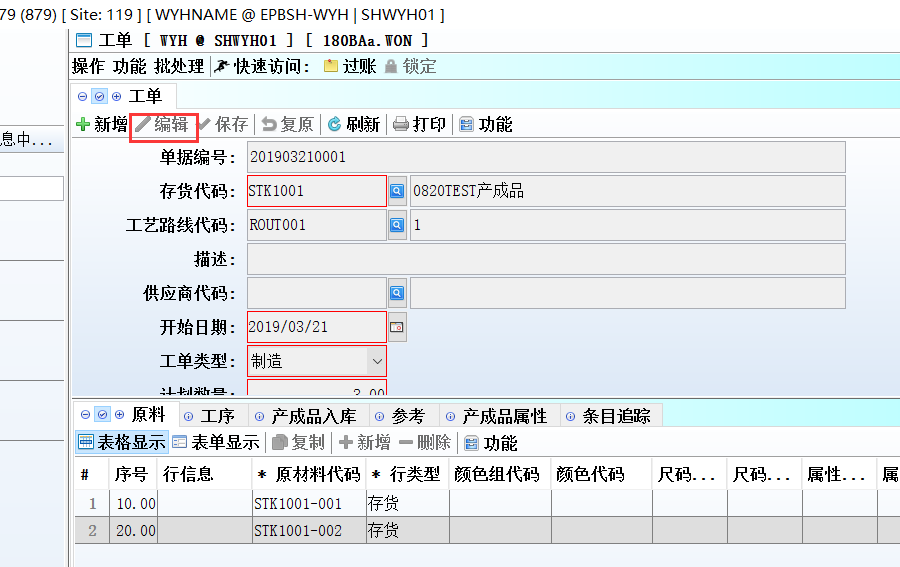 79 (879) [ Site: 119 ] [ WYHNAME @ EPBSH-WYH | SHWYH01 ]
工单 [ WYH @ SHWYH01 ] [ 180BAa.WON ]
操作 功能 批处理 快速访问: 过账 锁定
工单
新增 编辑 保存 复原 刷新 打印 功能
息中...
单据编号: 201903210001
存货代码: STK1001 0820TEST产成品
工艺路线代码: ROUT001 1
描述:
供应商代码:
开始日期: 2019/03/21
工单类型: 制造
计划数量: 3.00
原料 工序 产成品入库 参考 产成品属性 条目追踪
表格显示 表单显示 复制 新增 删除 功能
# 序号 行信息 * 原材料代码 * 行类型 颜色组代码 颜色代码 尺码... 尺码... 属性... 属
1 10.00 STK1001-001 存货
2 20.00 STK1001-002 存货